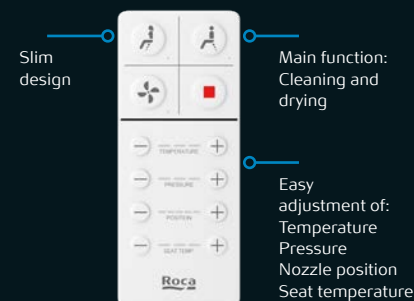 Slim
design
Main function:
Cleaning and
drying
TEMPERATURE
PRESSURE
POSITION
SEAT TEMP
Easy
adjustment of:
Temperature
Pressure
Nozzle position
Seat temperature
Roca